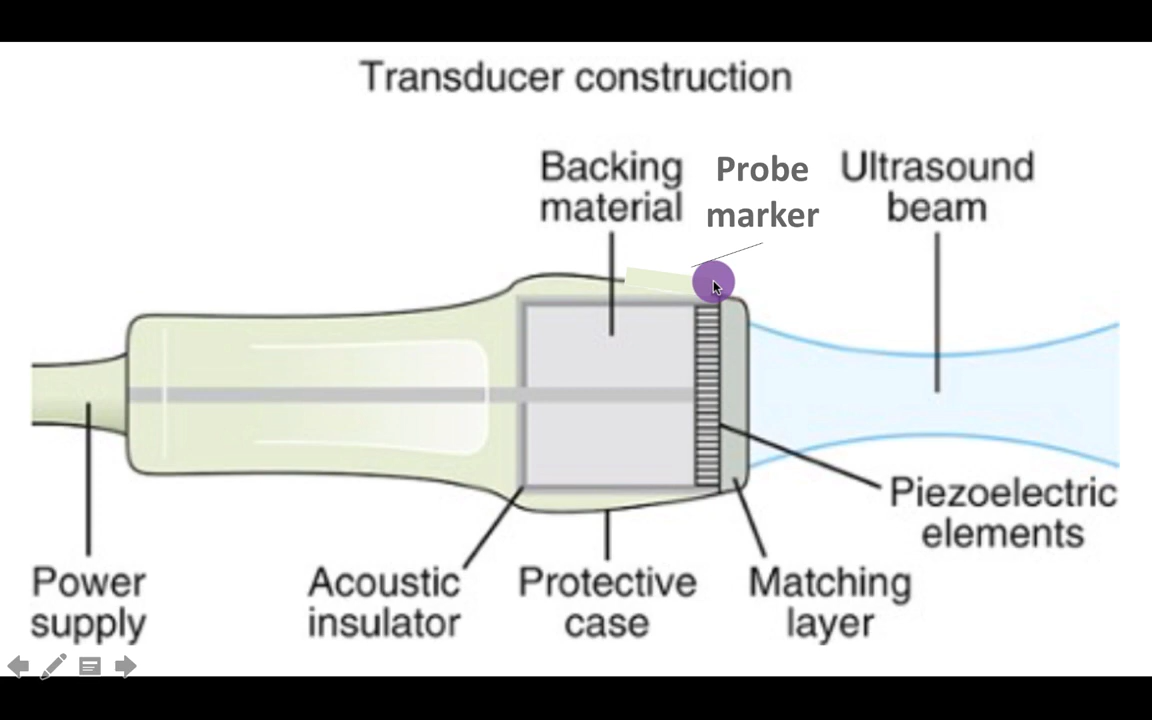 Transducer construction
Backing
material
Probe
marker
Ultrasound
beam
Piezoelectric
elements
Power
supply
Acoustic
insulator
Protective
case
Matching
layer